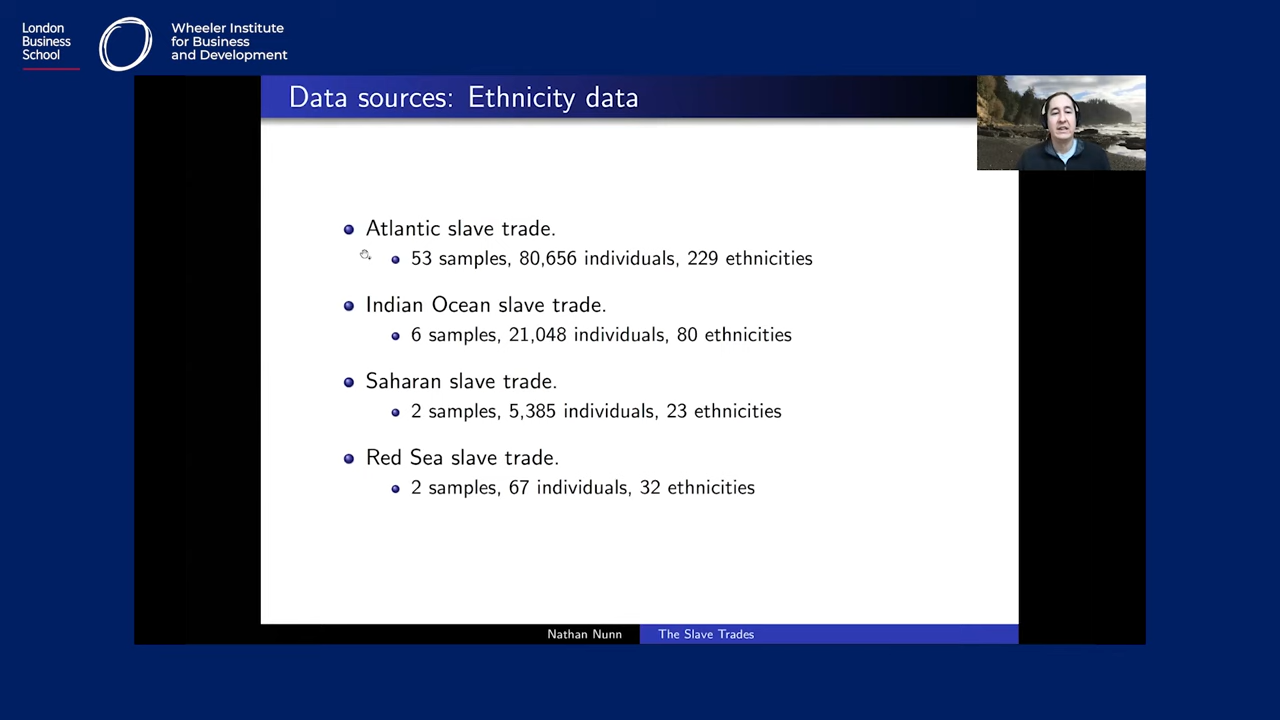 London
Business
School
Wheeler Institute
for Business
and Development
Data sources: Ethnicity data
Atlantic slave trade.
53 samples, 80,656 individuals, 229 ethnicities
Indian Ocean slave trade.
6 samples, 21,048 individuals, 80 ethnicities
Saharan slave trade.
2 samples, 5,385 individuals, 23 ethnicities
Red Sea slave trade.
2 samples, 67 individuals, 32 ethnicities
Nathan Nunn
The Slave Trades